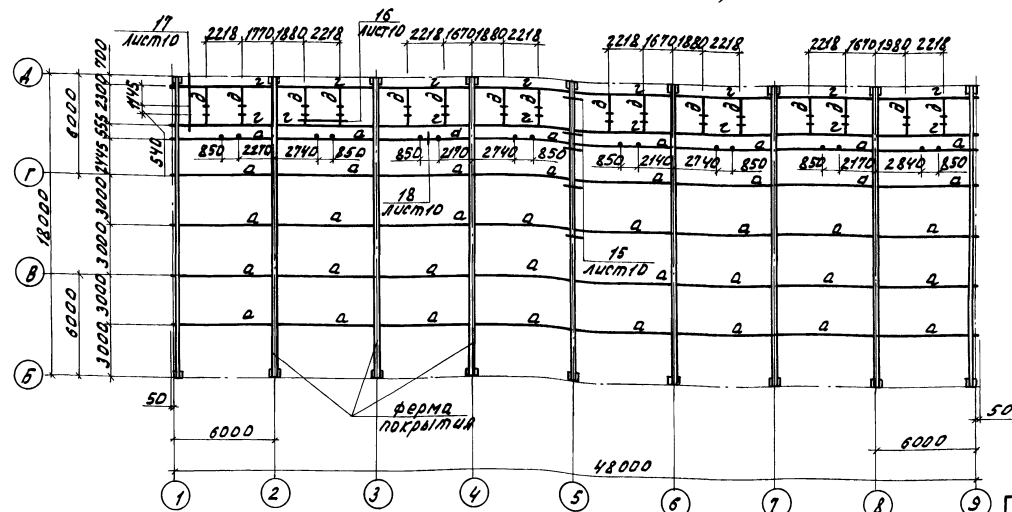 17
лист10
16
лист10
2218 1770 1880 2218
2218 1670 1880 2218
2218 1670 1880 2218
2218 1670 1980 2218
А
Г
В
Б
700
2300
555
2445
3000
3000
3000
3000
6000
6000
18000
1145
540
г г г г г г г г
д д д д д д д д д д д д д д д д
г г г г г г
а а а а а а а а
850 2270 2740 850 850 2170 2740 850 850 2140 2740 850 850 2170 2840 850
а а а а а а а а
18
лист10
а а а а а а а а
15
лист10
а а а а а а а а
а а а а а а а а
50
6000
ферма
покрытия
48000
6000
50
1 2 3 4 5 6 7 8 9